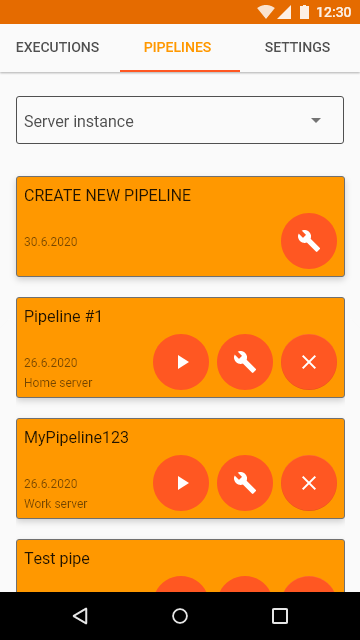 12:30
EXECUTIONS PIPELINES SETTINGS
Server instance
CREATE NEW PIPELINE
30.6.2020
Pipeline #1
26.6.2020
Home server
MyPipeline123
26.6.2020
Work server
Test pipe